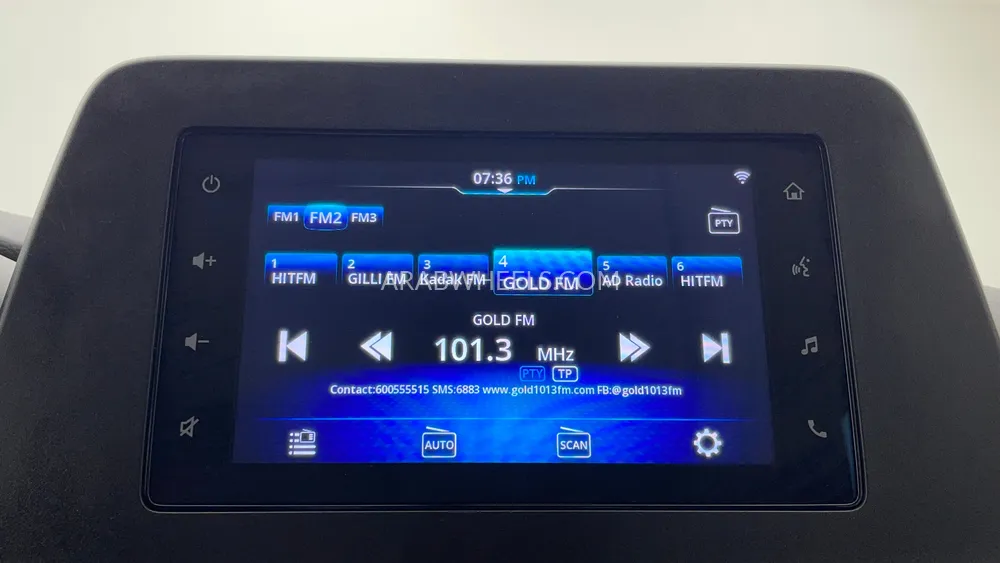 07:36 PM
FM1 FM2 FM3
PTY
1 2 3 4 5 6
HITFM GILLI FM Kadak FM GOLD FM AD Radio HITFM
ARABWHEELS.COM
GOLD FM
101.3 MHz
PTY TP
Contact:600555515 SMS:6883 www.gold1013fm.com FB:@gold1013fm
AUTO SCAN